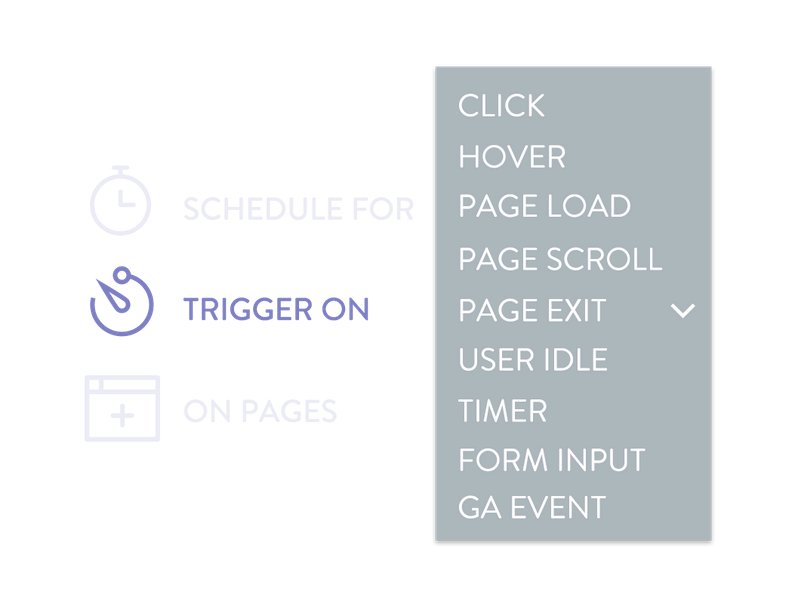 SCHEDULE FOR
TRIGGER ON
ON PAGES
CLICK
HOVER
PAGE LOAD
PAGE SCROLL
PAGE EXIT
USER IDLE
TIMER
FORM INPUT
GA EVENT